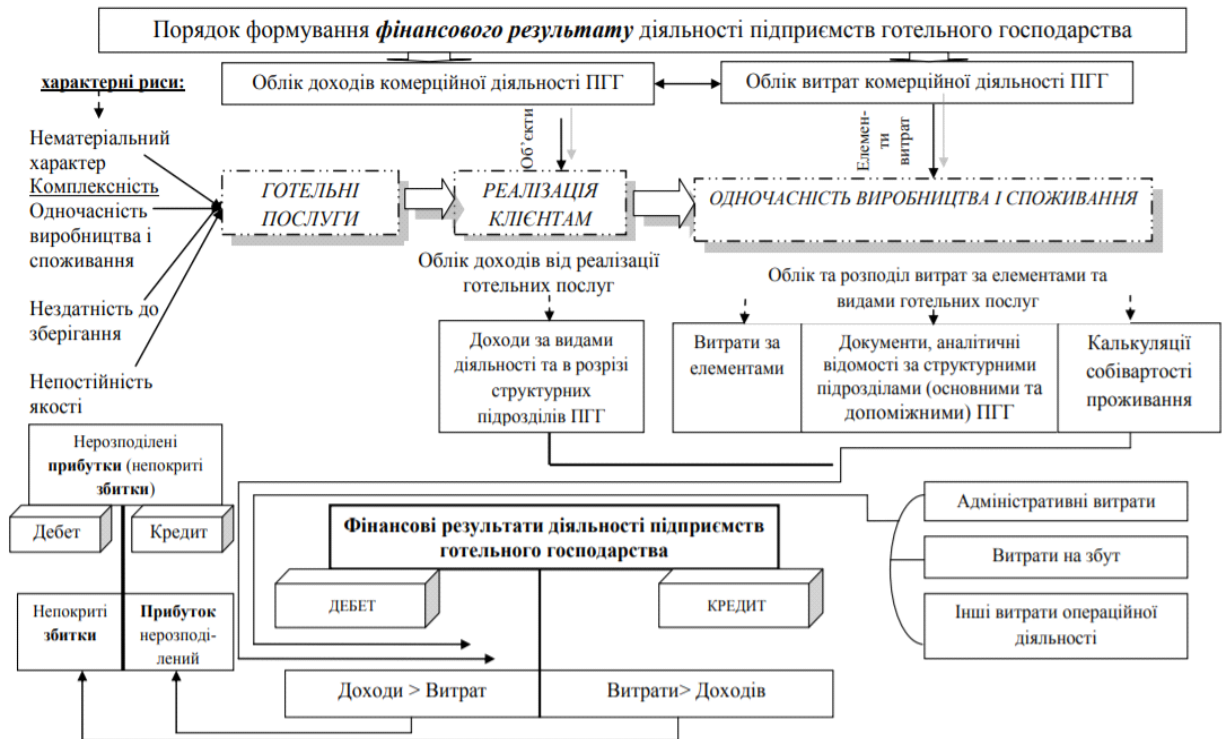 Порядок формування фінансового результату діяльності підприємств готельного господарства
Облік доходів комерційної діяльності ПГГ
Облік витрат комерційної діяльності ПГГ
характерні риси:
Нематеріальний
характер
Комплексність
Одночасність
виробництва і
споживання
Нездатність до
зберігання
Непостійність
якості
Об’єкти
Елемен-
ти
витрат
ГОТЕЛЬНІ
ПОСЛУГИ
РЕАЛІЗАЦІЯ
КЛІЄНТАМ
ОДНОЧАСНІСТЬ ВИРОБНИЦТВА І СПОЖИВАННЯ
Облік доходів від реалізації
готельних послуг
Облік та розподіл витрат за елементами та
видами готельних послуг
Доходи за видами
діяльності та в розрізі
структурних
підрозділів ПГГ
Витрати за
елементами
Документи, аналітичні
відомості за структурними
підрозділами (основними та
допоміжними) ПГГ
Калькуляції
собівартості
проживання
Нерозподілені
прибутки (непокриті
збитки)
Дебет
Кредит
Непокриті
збитки
Прибуток
нерозподі-
лений
Фінансові результати діяльності підприємств
готельного господарства
ДЕБЕТ
КРЕДИТ
Доходи > Витрат
Витрати> Доходів
Адміністративні витрати
Витрати на збут
Інші витрати операційної
діяльності